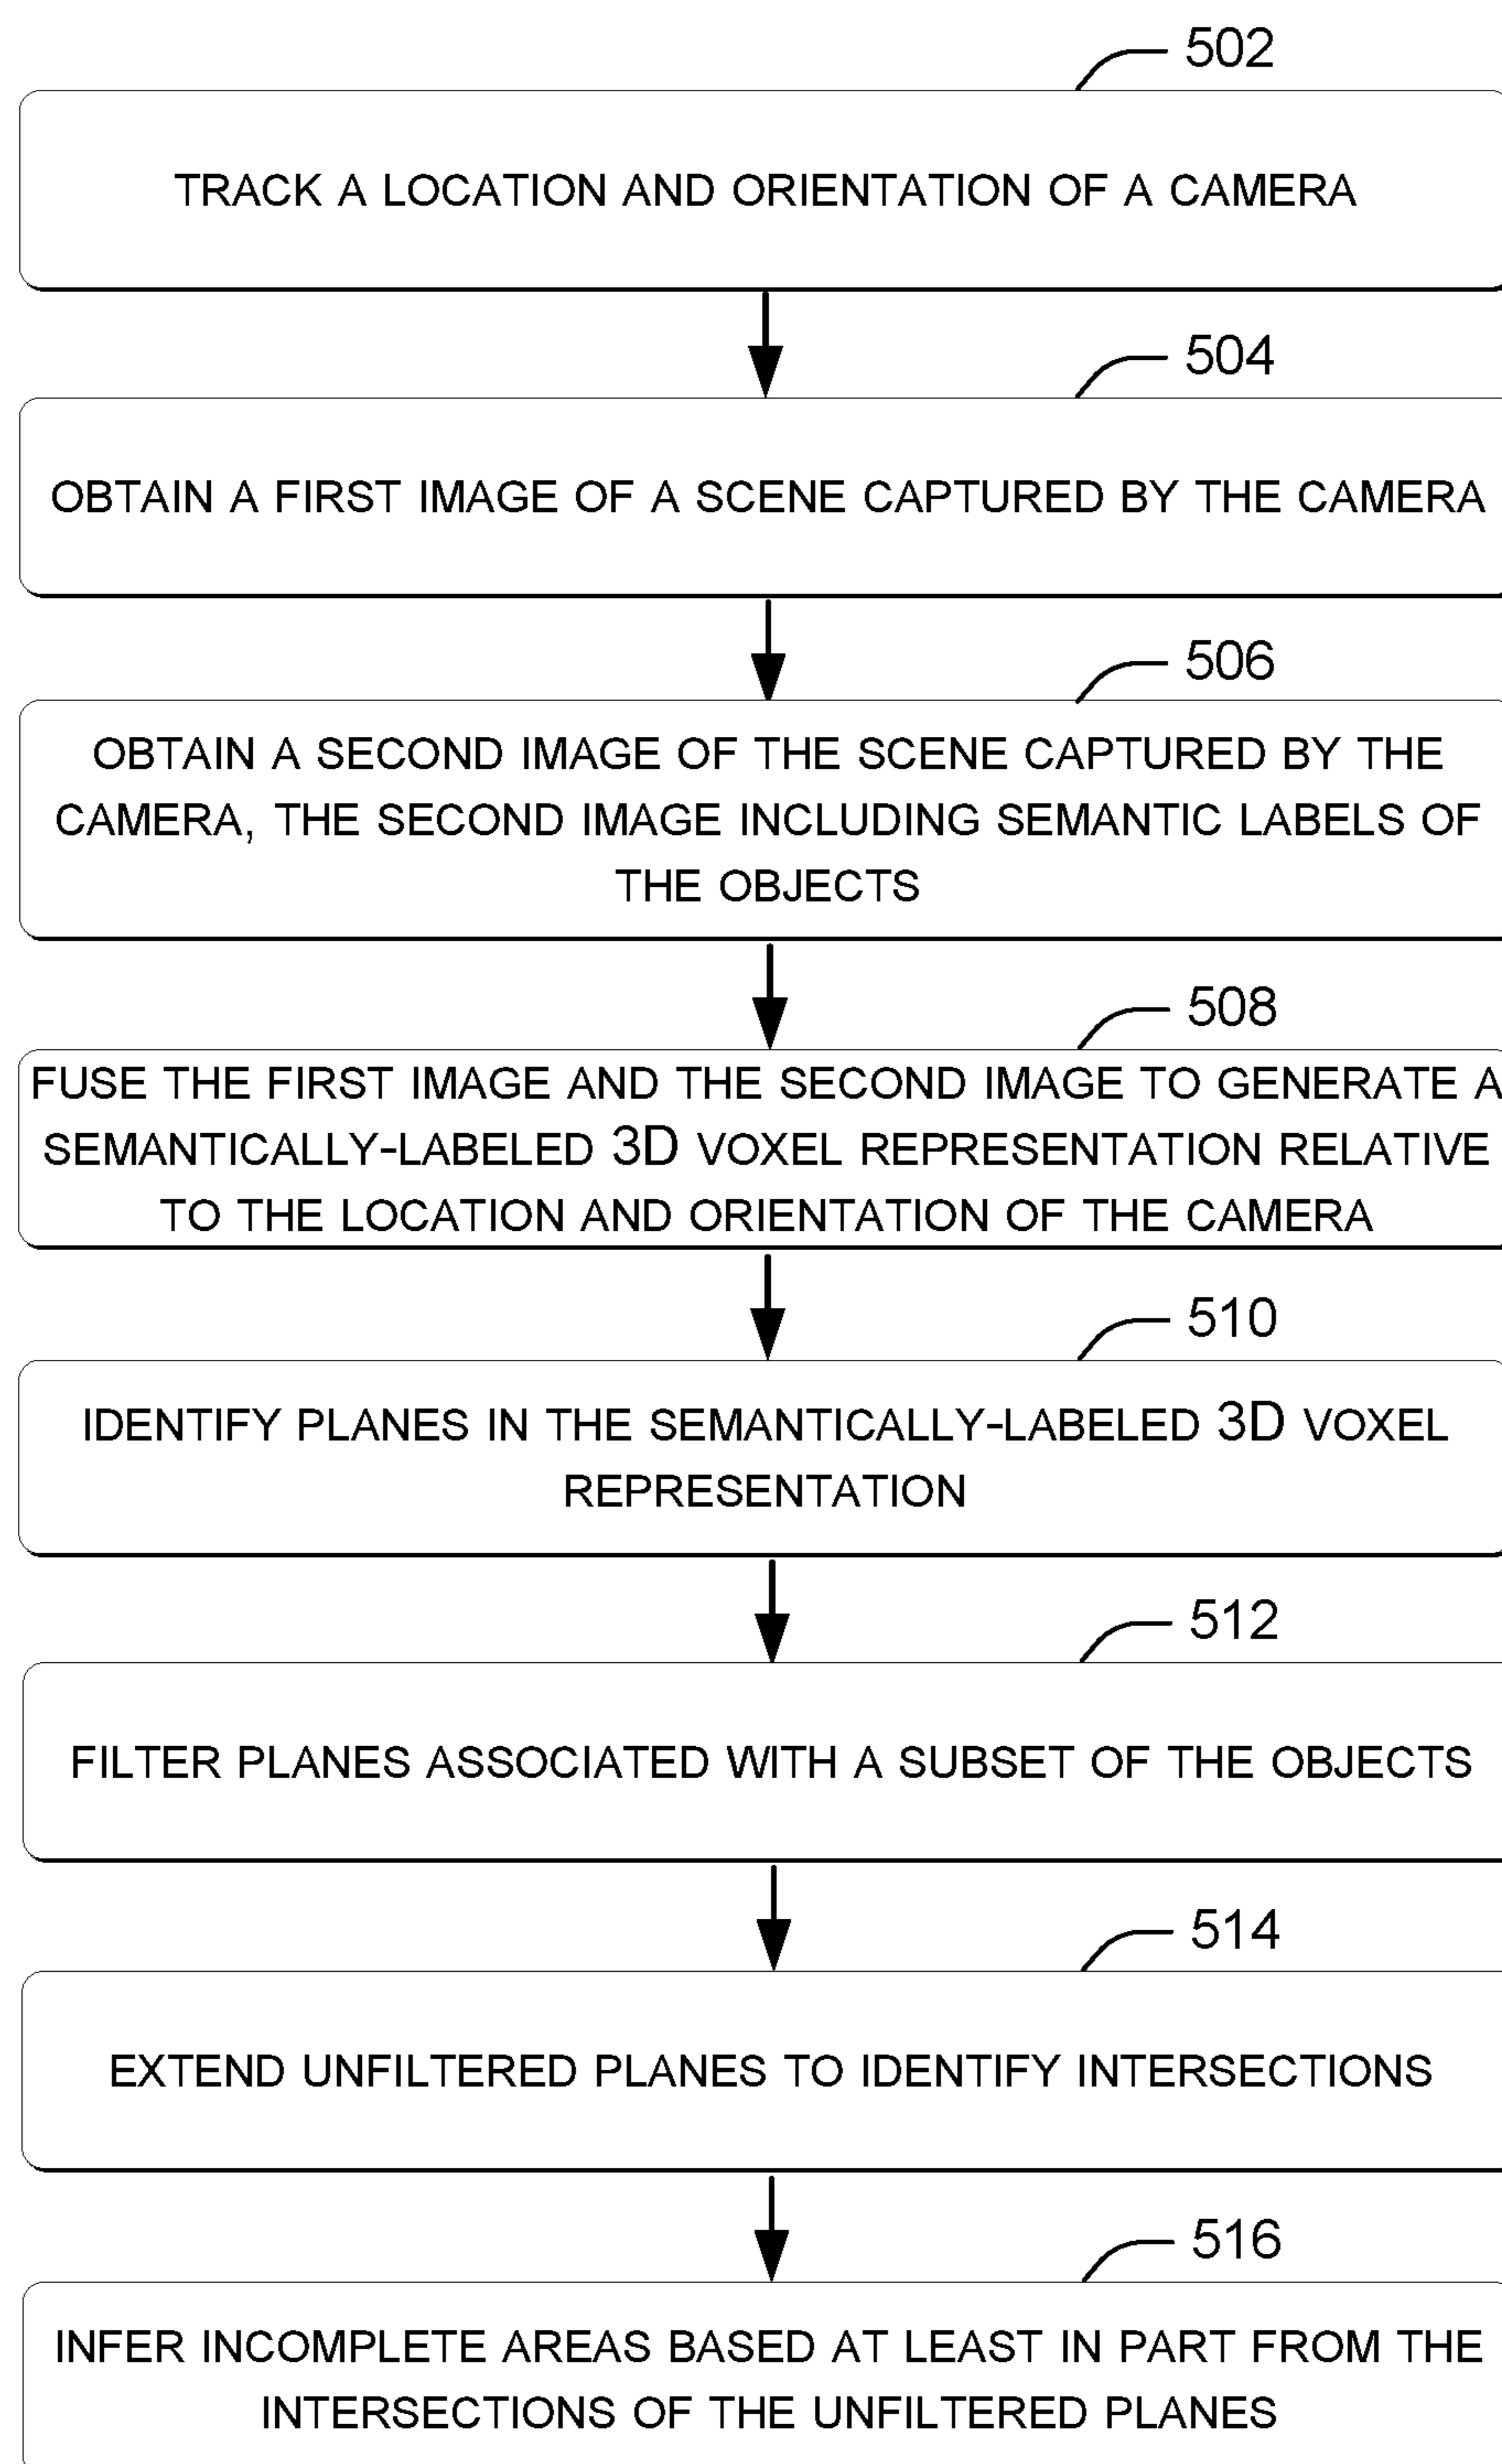 502
TRACK A LOCATION AND ORIENTATION OF A CAMERA
504
OBTAIN A FIRST IMAGE OF A SCENE CAPTURED BY THE CAMERA
506
OBTAIN A SECOND IMAGE OF THE SCENE CAPTURED BY THE
CAMERA, THE SECOND IMAGE INCLUDING SEMANTIC LABELS OF
THE OBJECTS
508
FUSE THE FIRST IMAGE AND THE SECOND IMAGE TO GENERATE A
SEMANTICALLY-LABELED 3D VOXEL REPRESENTATION RELATIVE
TO THE LOCATION AND ORIENTATION OF THE CAMERA
510
IDENTIFY PLANES IN THE SEMANTICALLY-LABELED 3D VOXEL
REPRESENTATION
512
FILTER PLANES ASSOCIATED WITH A SUBSET OF THE OBJECTS
514
EXTEND UNFILTERED PLANES TO IDENTIFY INTERSECTIONS
516
INFER INCOMPLETE AREAS BASED AT LEAST IN PART FROM THE
INTERSECTIONS OF THE UNFILTERED PLANES